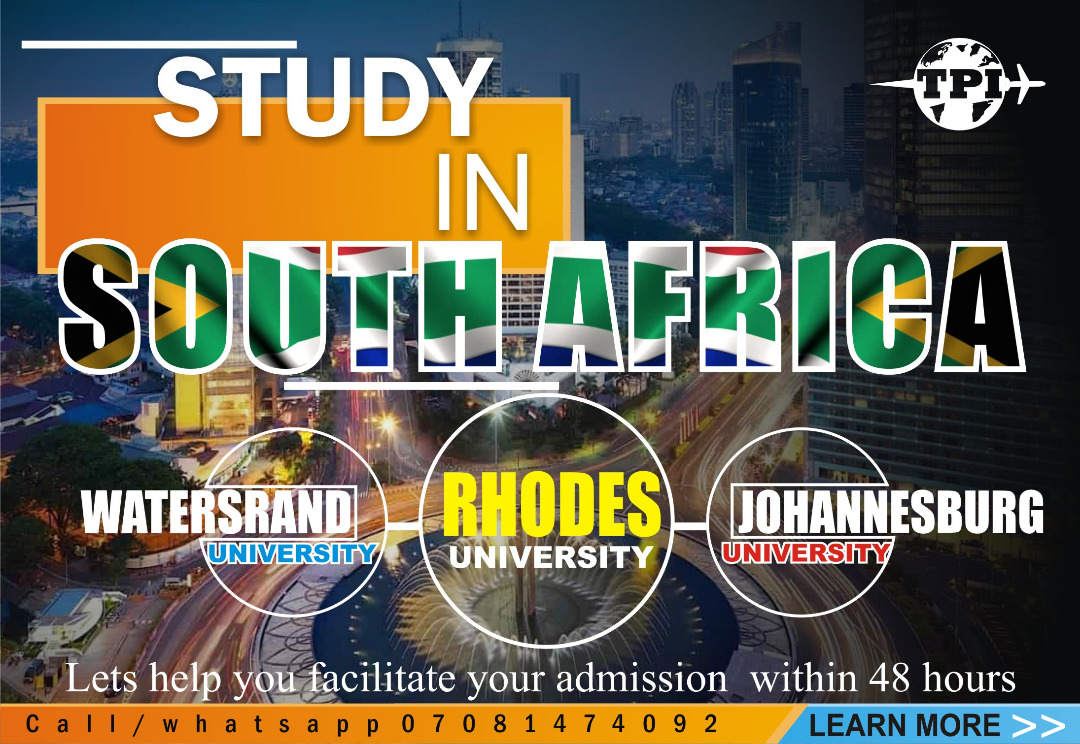 STUDY
IN
TPI
SOUTH AFRICA
WATERSRAND
UNIVERSITY
RHODES
UNIVERSITY
JOHANNESBURG
UNIVERSITY
Lets help you facilitate your admission within 48 hours
Call/whatsapp 07081474092
LEARN MORE >>